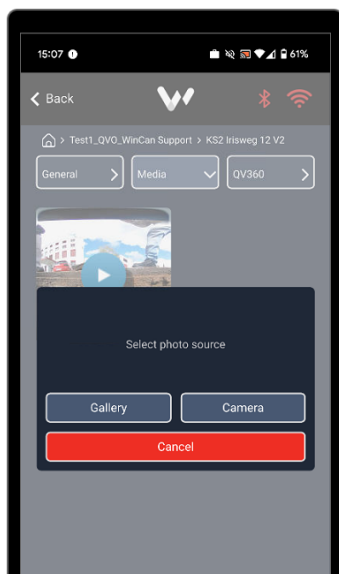 15:07 61%
Back
> Test1_QVO_WinCan Support > KS2 Irisweg 12 V2
General Media QV360
Select photo source
Gallery Camera
Cancel